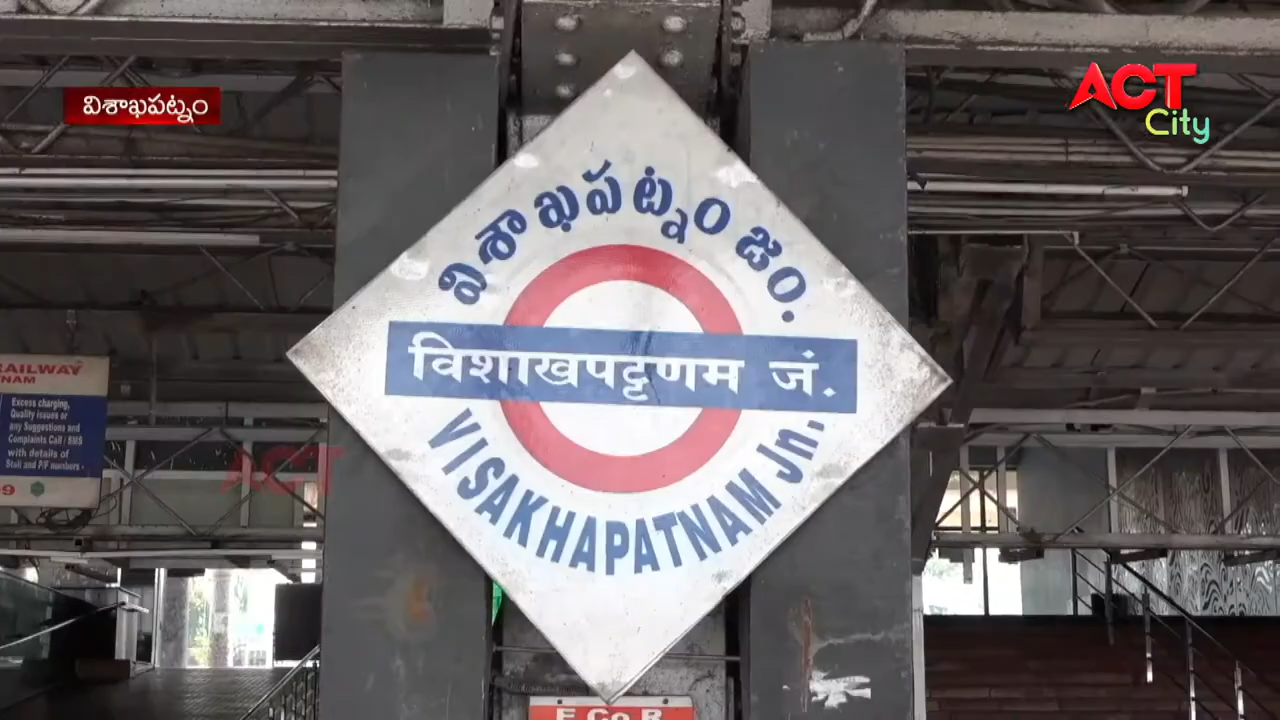 ACT
City
విశాఖపట్నం
విశాఖపట్నం జం.
विशाखपट्टणम जं.
VISAKHAPATNAM Jn.
RAILWAY
Excess charging,
Quality issues or
any Suggestions and
Complaints Call / SMS
with details of
Stall and P/F numbers -
ACT
E Co R